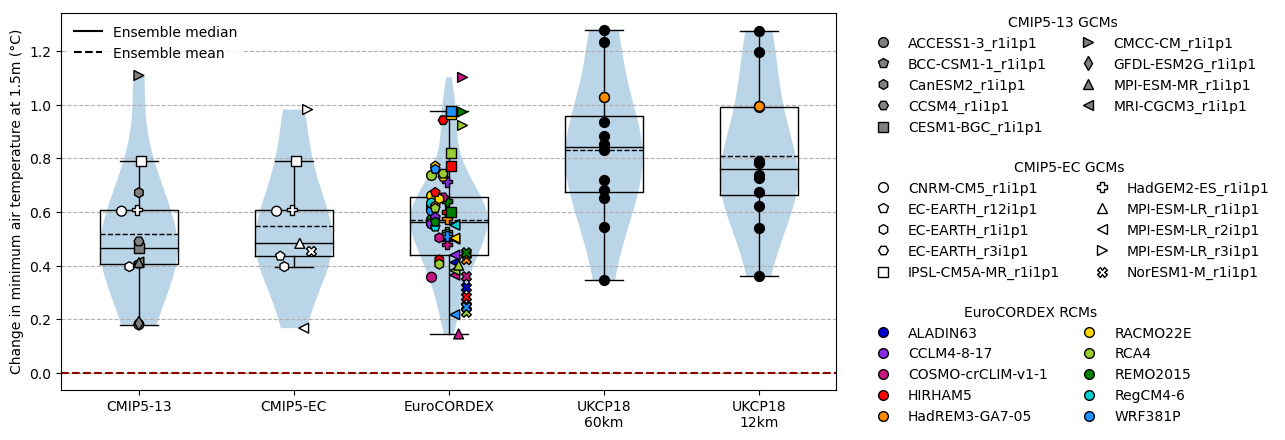 Change in minimum air temperature at 1.5m (°C)
1.2
1.0
0.8
0.6
0.4
0.2
0.0
Ensemble median
Ensemble mean
CMIP5-13
CMIP5-EC
EuroCORDEX
UKCP18
60km
UKCP18
12km
CMIP5-13 GCMs
ACCESS1-3_r1i1p1
BCC-CSM1-1_r1i1p1
CanESM2_r1i1p1
CCSM4_r1i1p1
CESM1-BGC_r1i1p1
CMCC-CM_r1i1p1
GFDL-ESM2G_r1i1p1
MPI-ESM-MR_r1i1p1
MRI-CGCM3_r1i1p1
CMIP5-EC GCMs
CNRM-CM5_r1i1p1
EC-EARTH_r12i1p1
EC-EARTH_r1i1p1
EC-EARTH_r3i1p1
IPSL-CM5A-MR_r1i1p1
HadGEM2-ES_r1i1p1
MPI-ESM-LR_r1i1p1
MPI-ESM-LR_r2i1p1
MPI-ESM-LR_r3i1p1
NorESM1-M_r1i1p1
EuroCORDEX RCMs
ALADIN63
CCLM4-8-17
COSMO-crCLIM-v1-1
HIRHAM5
HadREM3-GA7-05
RACMO22E
RCA4
REMO2015
RegCM4-6
WRF381P